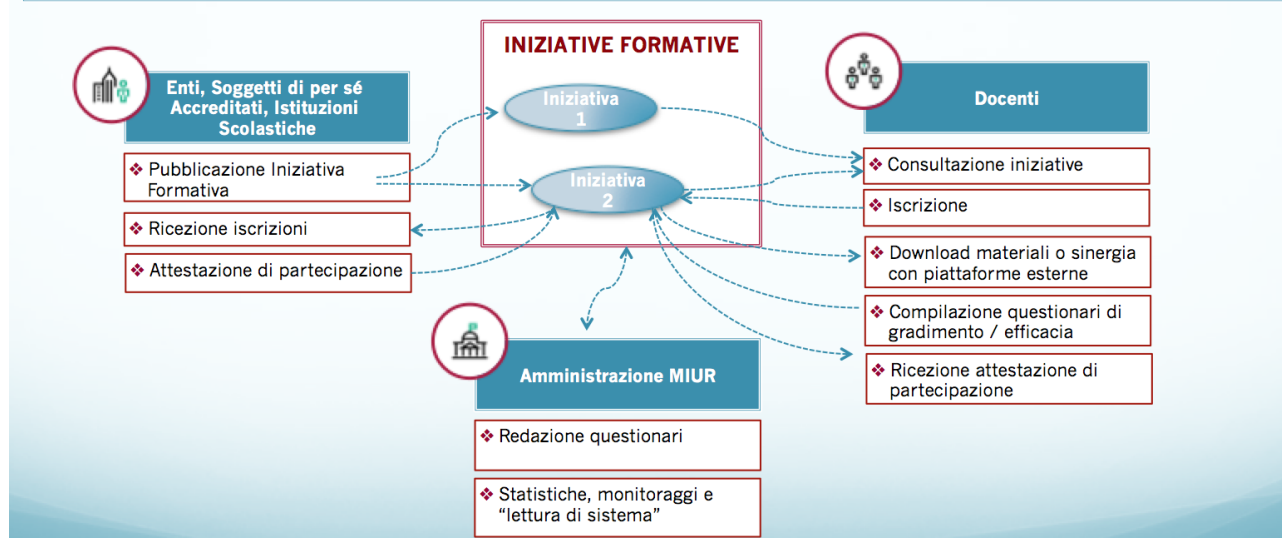 INIZIATIVE FORMATIVE
Iniziativa
1
Iniziativa
2
Enti, Soggetti di per sé
Accreditati, Istituzioni
Scolastiche
❖ Pubblicazione Iniziativa
Formativa
❖ Ricezione iscrizioni
❖ Attestazione di partecipazione
Docenti
❖ Consultazione iniziative
❖ Iscrizione
❖ Download materiali o sinergia
con piattaforme esterne
❖ Compilazione questionari di
gradimento / efficacia
❖ Ricezione attestazione di
partecipazione
Amministrazione MIUR
❖ Redazione questionari
❖ Statistiche, monitoraggi e
“lettura di sistema”